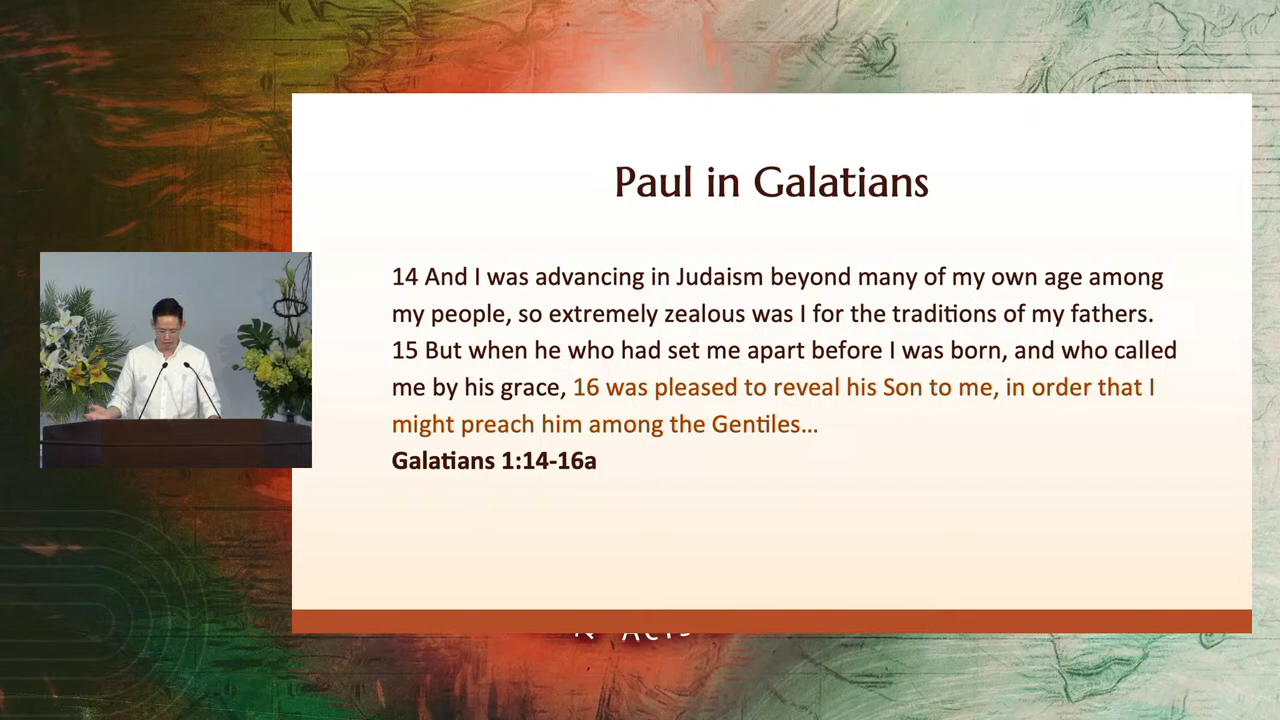 Paul in Galatians
14 And I was advancing in Judaism beyond many of my own age among
my people, so extremely zealous was I for the traditions of my fathers.
15 But when he who had set me apart before I was born, and who called
me by his grace, 16 was pleased to reveal his Son to me, in order that I
might preach him among the Gentiles…
Galatians 1:14-16a
ACTS